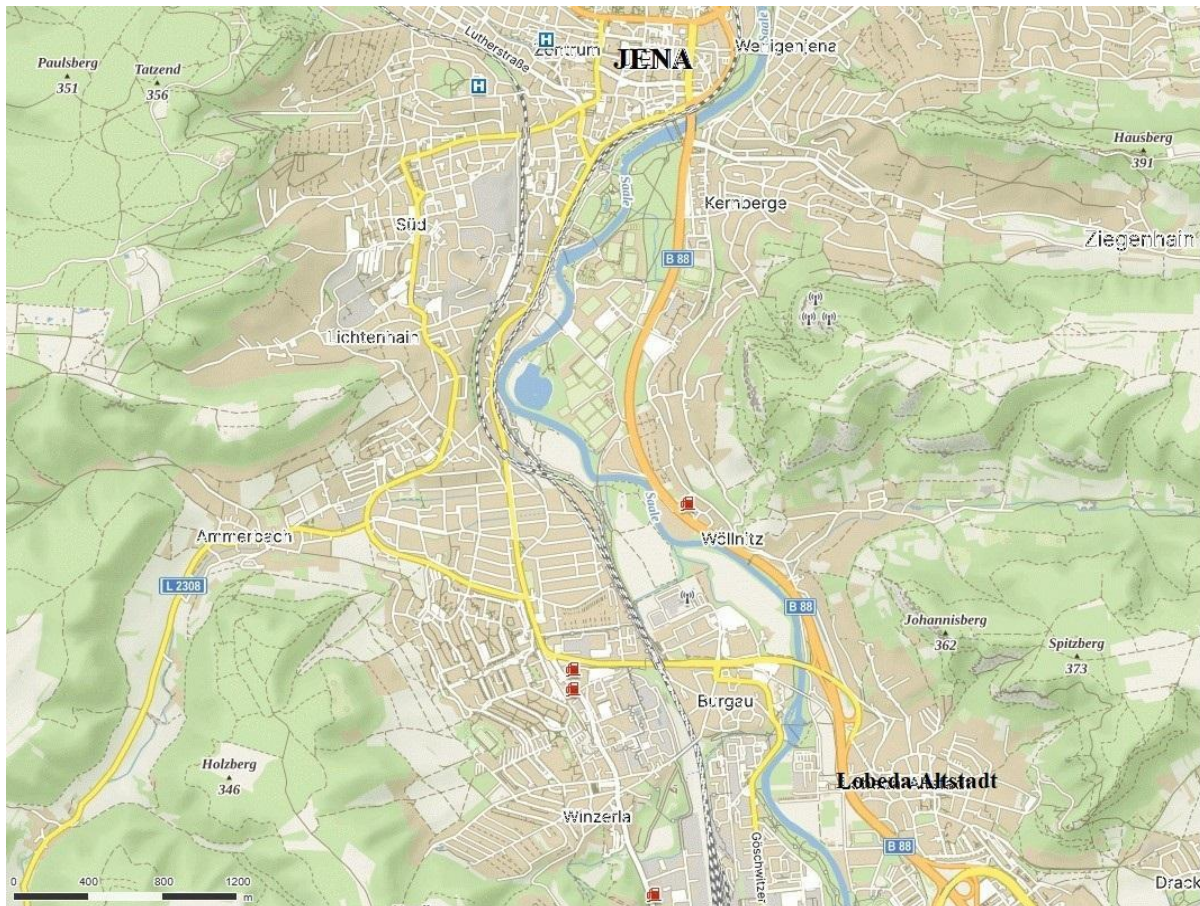 H
Zentrum
JENA
Wenigenjena
Saale
Lutherstraße
Paulsberg
351
Tatzend
356
H
Hausberg
391
Saale
Kernberge
Süd
Ziegenhain
B 88
Lichtenhain
Saale
Ammerbach
Wöllnitz
L 2308
B 88
Johannisberg
362
Spitzberg
373
Burgau
Holzberg
346
Lobeda Altstadt
Winzerla
Göschwitzer
B 88
Drack
0 400 800 1200
m